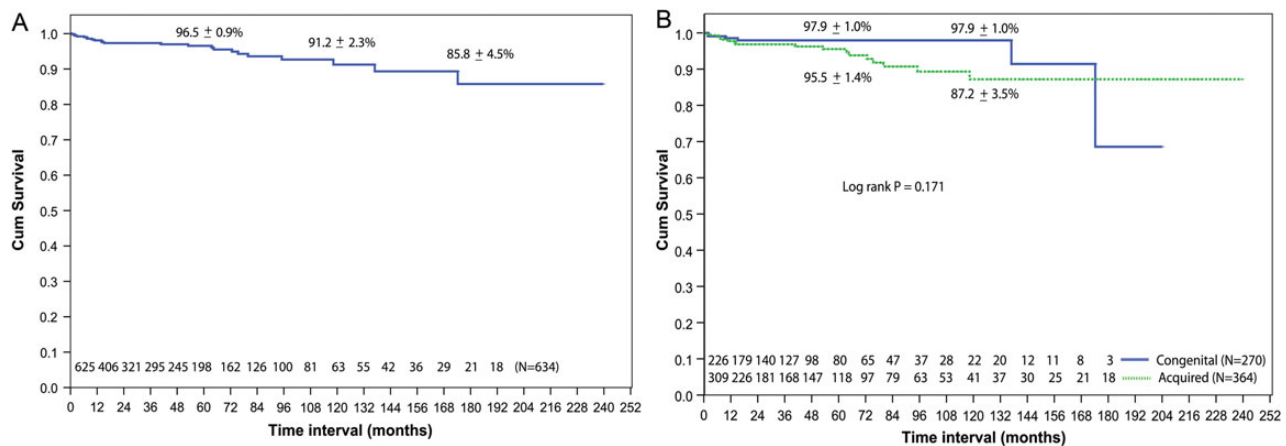 A
96.5 ± 0.9%
91.2 ± 2.3%
85.8 ± 4.5%
Cum Survival
1.0
0.9
0.8
0.7
0.6
0.5
0.4
0.3
0.2
0.1
0.0
625 406 321 295 245 198 162 126 100 81 63 55 42 36 29 21 18 (N=634)
0 12 24 36 48 60 72 84 96 108 120 132 144 156 168 180 192 204 216 228 240 252
Time interval (months)
B
97.9 ± 1.0%
97.9 ± 1.0%
95.5 ± 1.4%
87.2 ± 3.5%
Log rank P = 0.171
Cum Survival
1.0
0.9
0.8
0.7
0.6
0.5
0.4
0.3
0.2
0.1
0.0
226 179 140 127 98 80 65 47 37 28 22 20 12 11 8 3 Congenital (N=270)
309 226 181 168 147 118 97 79 63 53 41 37 30 25 21 18 Acquired (N=364)
0 12 24 36 48 60 72 84 96 108 120 132 144 156 168 180 192 204 216 228 240 252
Time interval (months)